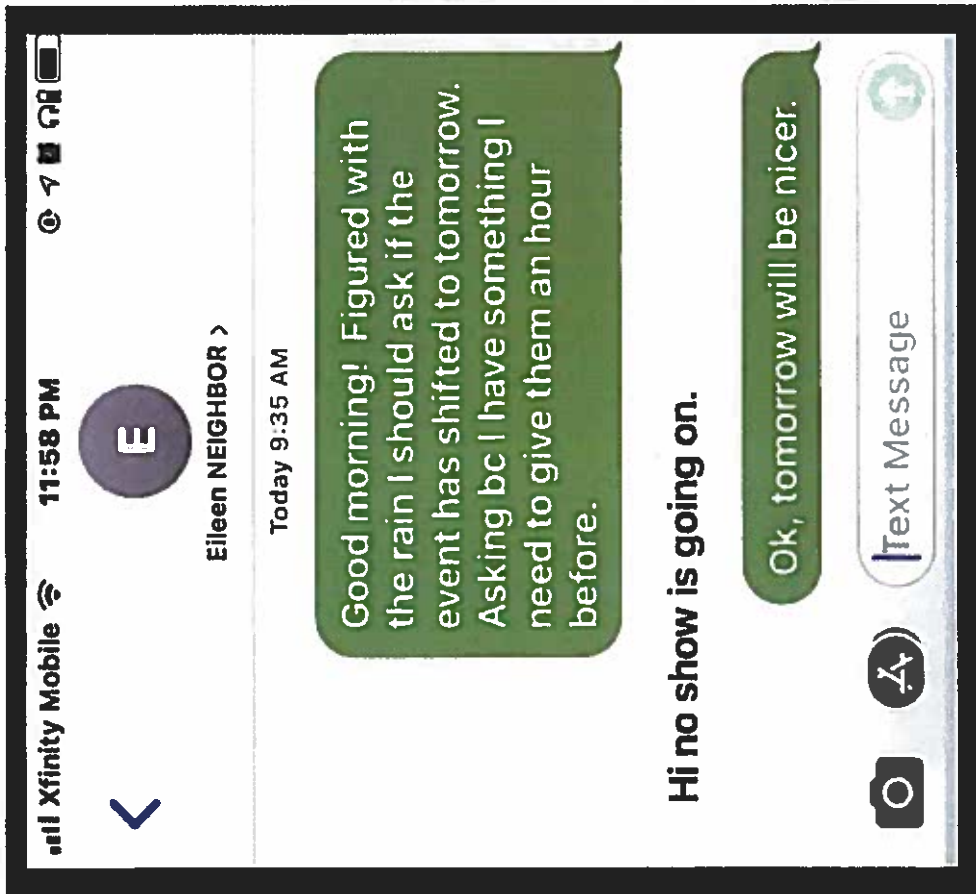 Xfinity Mobile 11:58 PM
E
Eileen NEIGHBOR >
Today 9:35 AM
Good morning! Figured with
the rain I should ask if the
event has shifted to tomorrow.
Asking bc I have something I
need to give them an hour
before.
Hi no show is going on.
Ok, tomorrow will be nicer.
Text Message